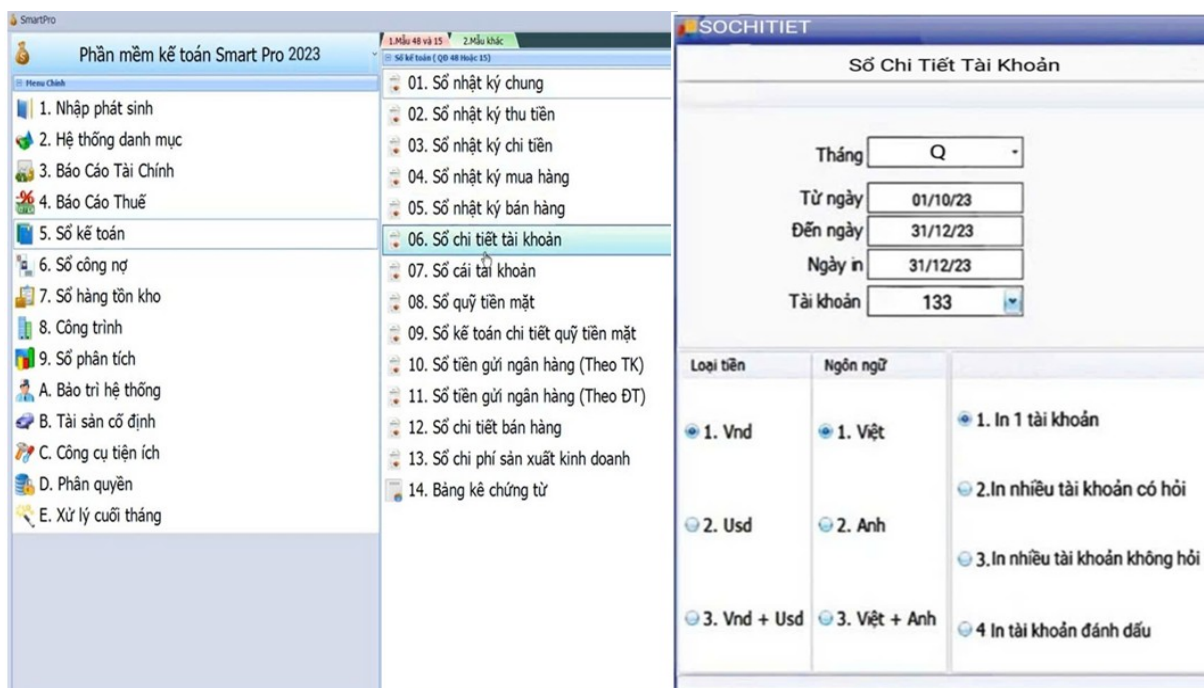 SmartPro
Phần mềm kế toán Smart Pro 2023
Menu Chính
1. Nhập phát sinh
2. Hệ thống danh mục
3. Báo Cáo Tài Chính
4. Báo Cáo Thuế
5. Sổ kế toán
6. Sổ công nợ
7. Sổ hàng tồn kho
8. Công trình
9. Sổ phân tích
A. Bảo trì hệ thống
B. Tài sản cố định
C. Công cụ tiện ích
D. Phân quyền
E. Xử lý cuối tháng
1.Mẫu 48 và 15 2.Mẫu khác
Sổ kế toán ( QĐ 48 Hoặc 15)
01. Sổ nhật ký chung
02. Sổ nhật ký thu tiền
03. Sổ nhật ký chi tiền
04. Sổ nhật ký mua hàng
05. Sổ nhật ký bán hàng
06. Sổ chi tiết tài khoản
07. Sổ cái tài khoản
08. Sổ quỹ tiền mặt
09. Sổ kế toán chi tiết quỹ tiền mặt
10. Sổ tiền gửi ngân hàng (Theo TK)
11. Sổ tiền gửi ngân hàng (Theo ĐT)
12. Sổ chi tiết bán hàng
13. Sổ chi phí sản xuất kinh doanh
14. Bảng kê chứng từ
SOCHITIET
Sổ Chi Tiết Tài Khoản
Tháng Q
Từ ngày 01/10/23
Đến ngày 31/12/23
Ngày in 31/12/23
Tài khoản 133
Loại tiền
1. Vnd
2. Usd
3. Vnd + Usd
Ngôn ngữ
1. Việt
2. Anh
3. Việt + Anh
1. In 1 tài khoản
2.In nhiều tài khoản có hỏi
3.In nhiều tài khoản không hỏi
4 In tài khoản đánh dấu